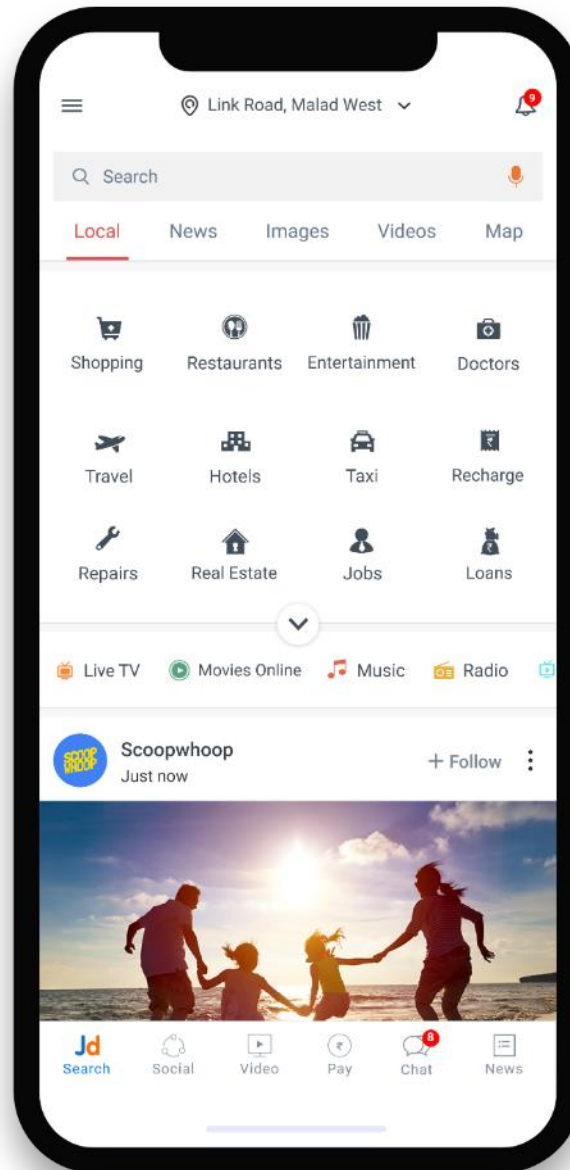 Link Road, Malad West
9
Search
Local News Images Videos Map
Shopping Restaurants Entertainment Doctors
Travel Hotels Taxi Recharge
Repairs Real Estate Jobs Loans
Live TV Movies Online Music Radio
SCOOP
WHOOP
Scoopwhoop
Just now
+ Follow
Jd
8
Search Social Video Pay Chat News